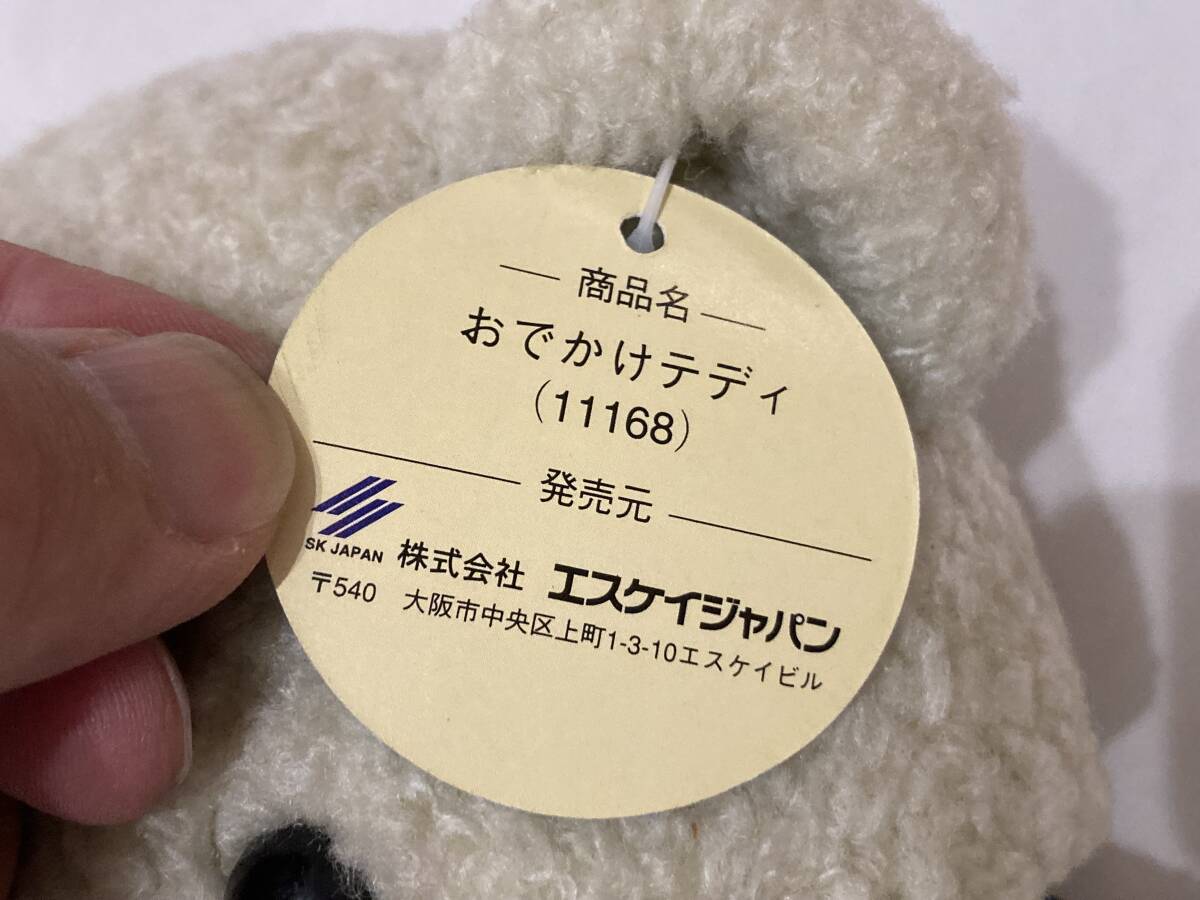 商品名
おでかけテディ
(11168)
発売元
SK JAPAN 株式会社 エスケイジャパン
〒540 大阪市中央区上町1-3-10エスケイビル